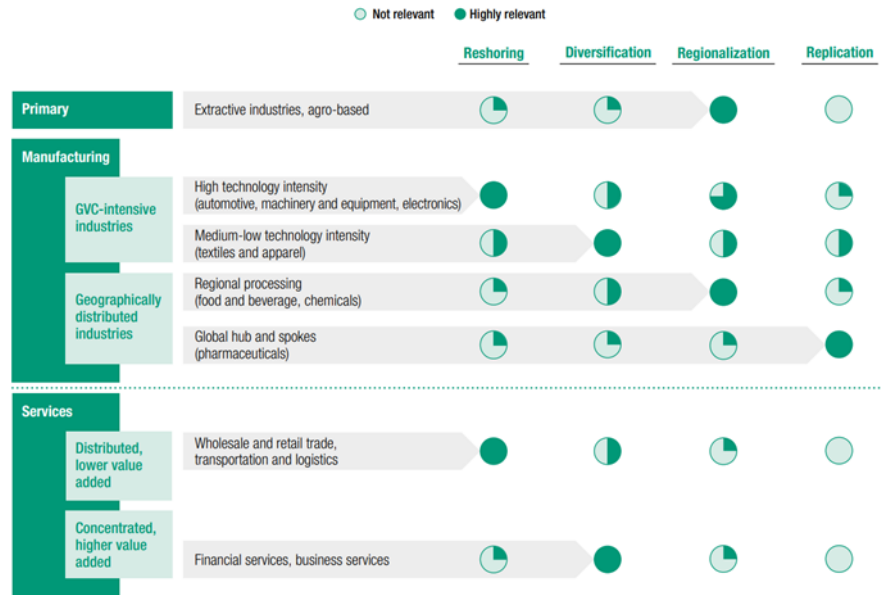 Not relevant
Highly relevant
Reshoring
Diversification
Regionalization
Replication
Primary
Extractive industries, agro-based
Manufacturing
GVC-intensive
industries
High technology intensity
(automotive, machinery and equipment, electronics)
Medium-low technology intensity
(textiles and apparel)
Geographically
distributed
industries
Regional processing
(food and beverage, chemicals)
Global hub and spokes
(pharmaceuticals)
Services
Distributed,
lower value
added
Wholesale and retail trade,
transportation and logistics
Concentrated,
higher value
added
Financial services, business services